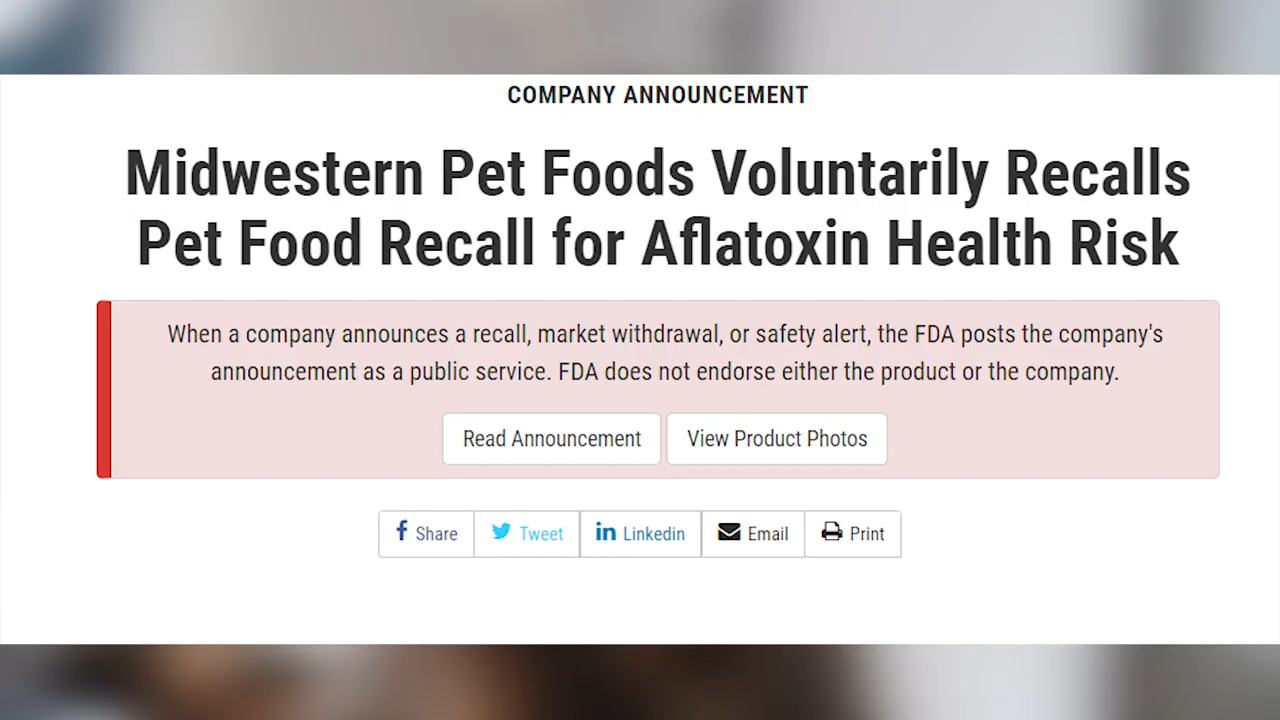 COMPANY ANNOUNCEMENT
Midwestern Pet Foods Voluntarily Recalls
Pet Food Recall for Aflatoxin Health Risk
When a company announces a recall, market withdrawal, or safety alert, the FDA posts the company's
announcement as a public service. FDA does not endorse either the product or the company.
Read Announcement View Product Photos
Share Tweet Linkedin Email Print